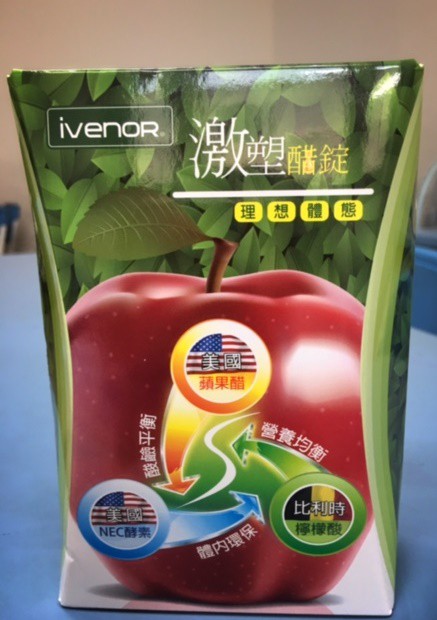 iVENOR®
激塑醋錠
理想體態
美國
蘋果醋
酸鹼平衡
營養均衡
美國
NEC酵素
比利時
檸檬酸
體內環保